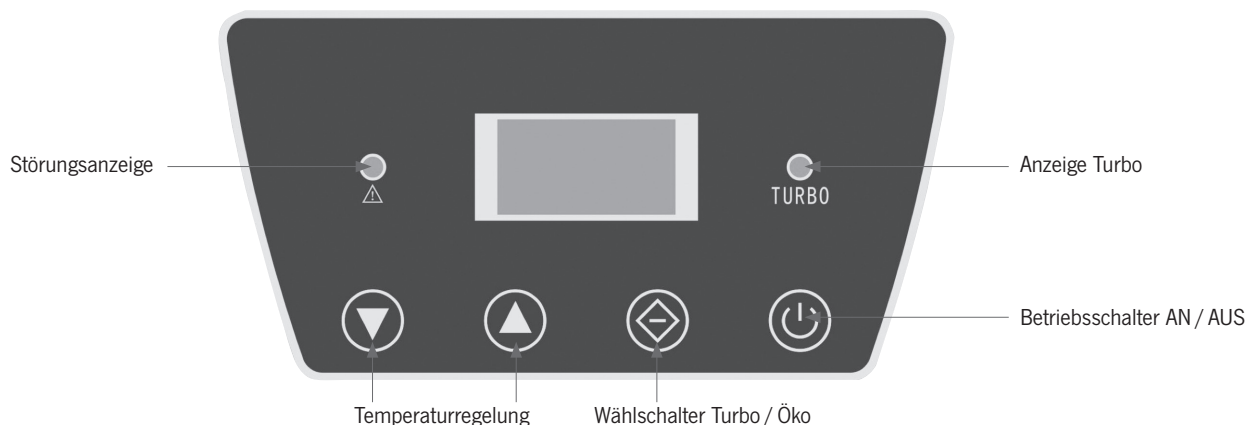 Störungsanzeige
Anzeige Turbo
TURBO
Betriebsschalter AN / AUS
Temperaturregelung
Wählschalter Turbo / Öko